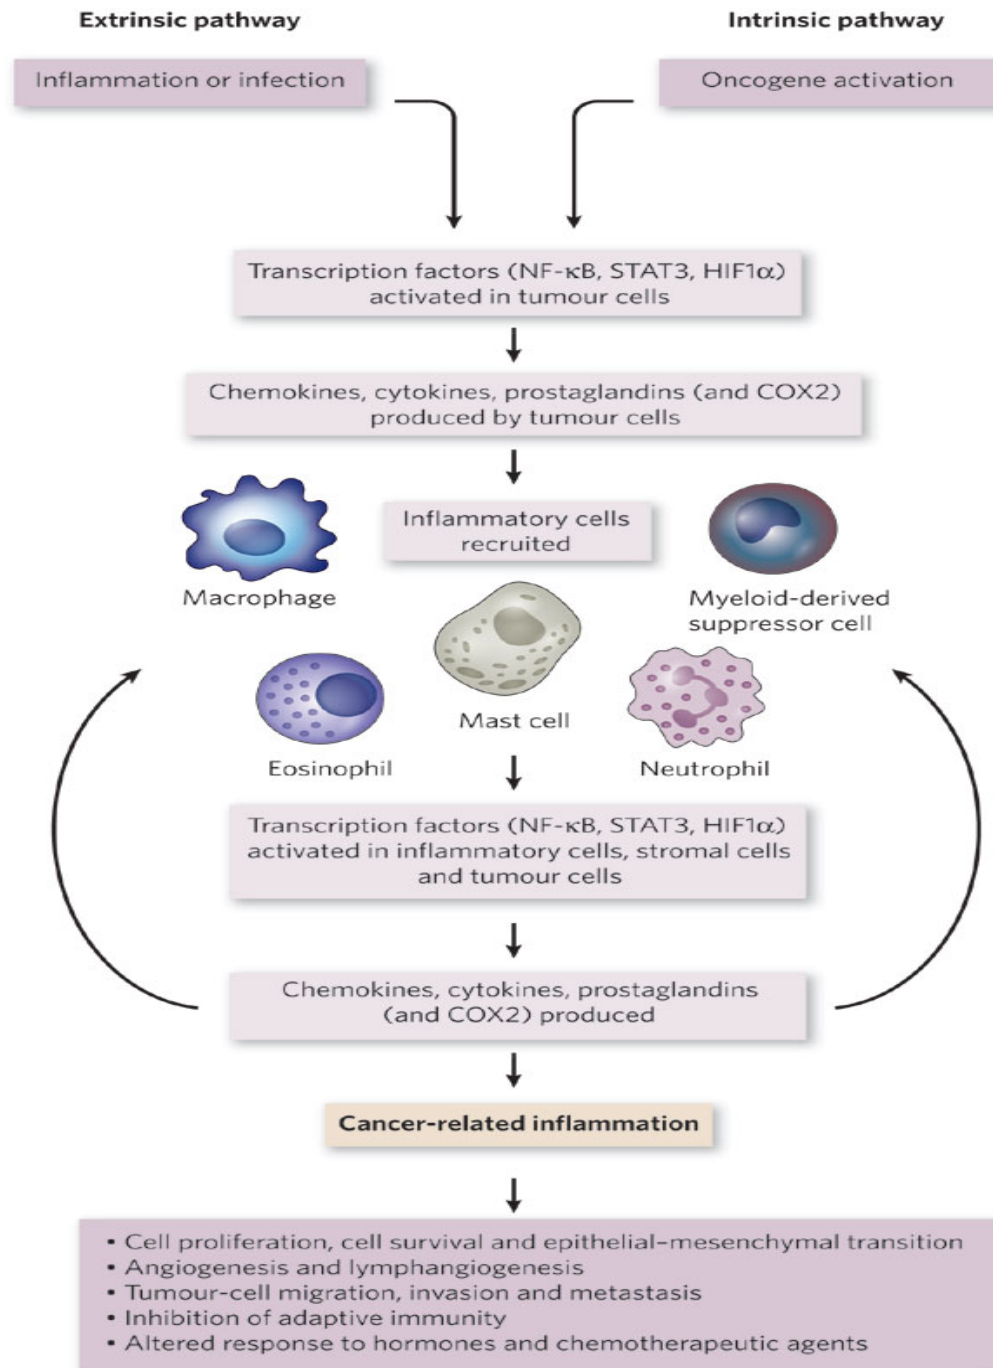 Extrinsic pathway
Intrinsic pathway
Inflammation or infection
Oncogene activation
Transcription factors (NF-κB, STAT3, HIF1α)
activated in tumour cells
Chemokines, cytokines, prostaglandins (and COX2)
produced by tumour cells
Inflammatory cells
recruited
Macrophage
Myeloid-derived
suppressor cell
Mast cell
Eosinophil
Neutrophil
Transcription factors (NF-κB, STAT3, HIF1α)
activated in inflammatory cells, stromal cells
and tumour cells
Chemokines, cytokines, prostaglandins
(and COX2) produced
Cancer-related inflammation
• Cell proliferation, cell survival and epithelial–mesenchymal transition
• Angiogenesis and lymphangiogenesis
• Tumour-cell migration, invasion and metastasis
• Inhibition of adaptive immunity
• Altered response to hormones and chemotherapeutic agents